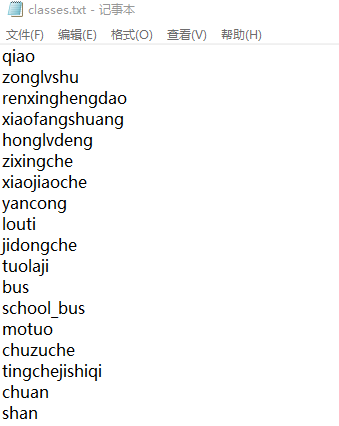 classes.txt - 记事本
文件(F) 编辑(E) 格式(O) 查看(V) 帮助(H)
qiao
zonglvshu
renxinghengdao
xiaofangshuang
honglvdeng
zixingche
xiaojiaoche
yancong
louti
jidongche
tuolaji
bus
school_bus
motuo
chuzuche
tingchejishiqi
chuan
shan